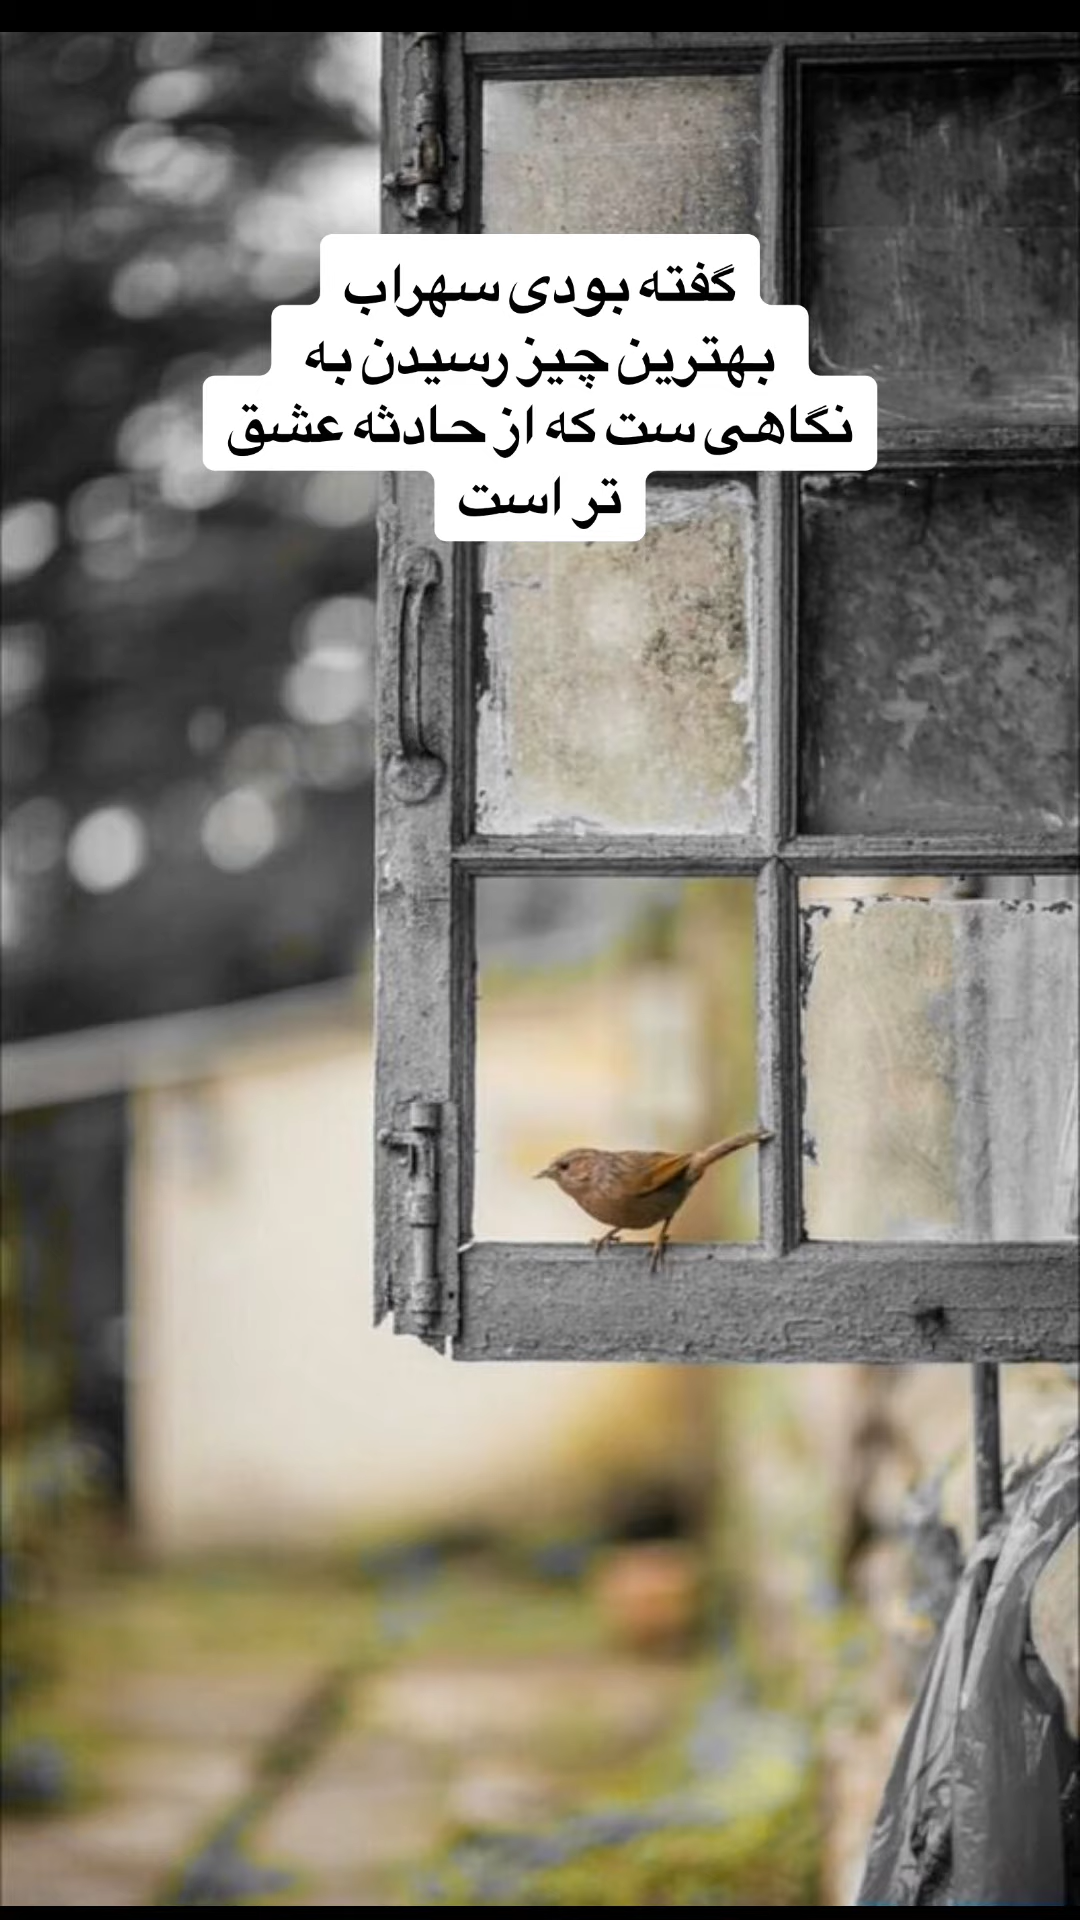 گفته بودی سهراب
بهترین چیز رسیدن به
نگاهی ست که از حادثه عشق
تر است